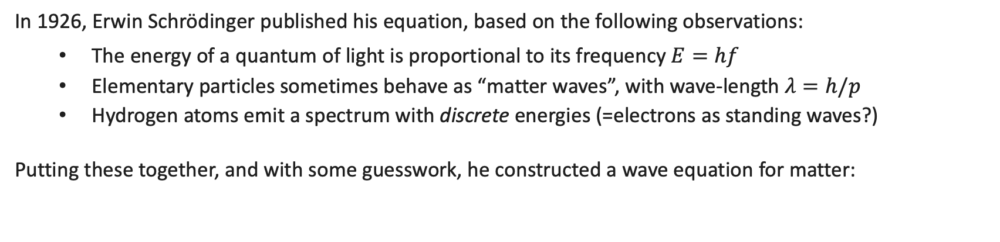 In 1926, Erwin Schrödinger published his equation, based on the following observations:
• The energy of a quantum of light is proportional to its frequency 𝐸 = ℎ𝑓
• Elementary particles sometimes behave as “matter waves”, with wave-length 𝜆 = ℎ/𝑝
• Hydrogen atoms emit a spectrum with discrete energies (=electrons as standing waves?)
Putting these together, and with some guesswork, he constructed a wave equation for matter: